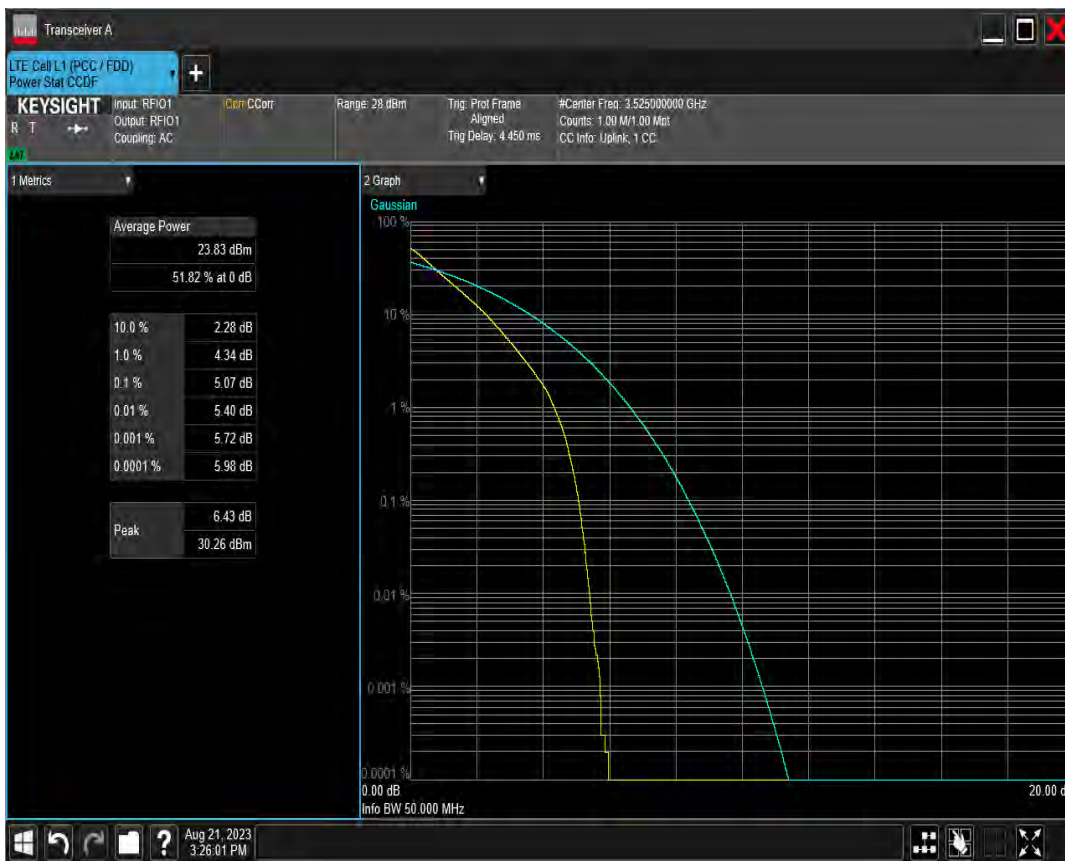 Transceiver A
LTE Cell L1 (PCC / FDD)
Power Stat CCDF
+
KEYSIGHT
R T
LXI
Input: RFIO1
Output: RFIO1
Coupling: AC
Corr CCorr
Range: 28 dBm
Trig: Prot Frame
Aligned
Trig Delay: 4.450 ms
#Center Freq: 3.525000000 GHz
Counts: 1.00 M/1.00 Mpt
CC Info: Uplink, 1 CC
1 Metrics
Average Power
23.83 dBm
51.82 % at 0 dB
10.0 % 2.28 dB
1.0 % 4.34 dB
0.1 % 5.07 dB
0.01 % 5.40 dB
0.001 % 5.72 dB
0.0001 % 5.98 dB
Peak 6.43 dB
30.26 dBm
2 Graph
Gaussian
100 %
10 %
1 %
0.1 %
0.01 %
0.001 %
0.0001 %
0.00 dB 20.00 d
Info BW 50.000 MHz
?
Aug 21, 2023
3:26:01 PM